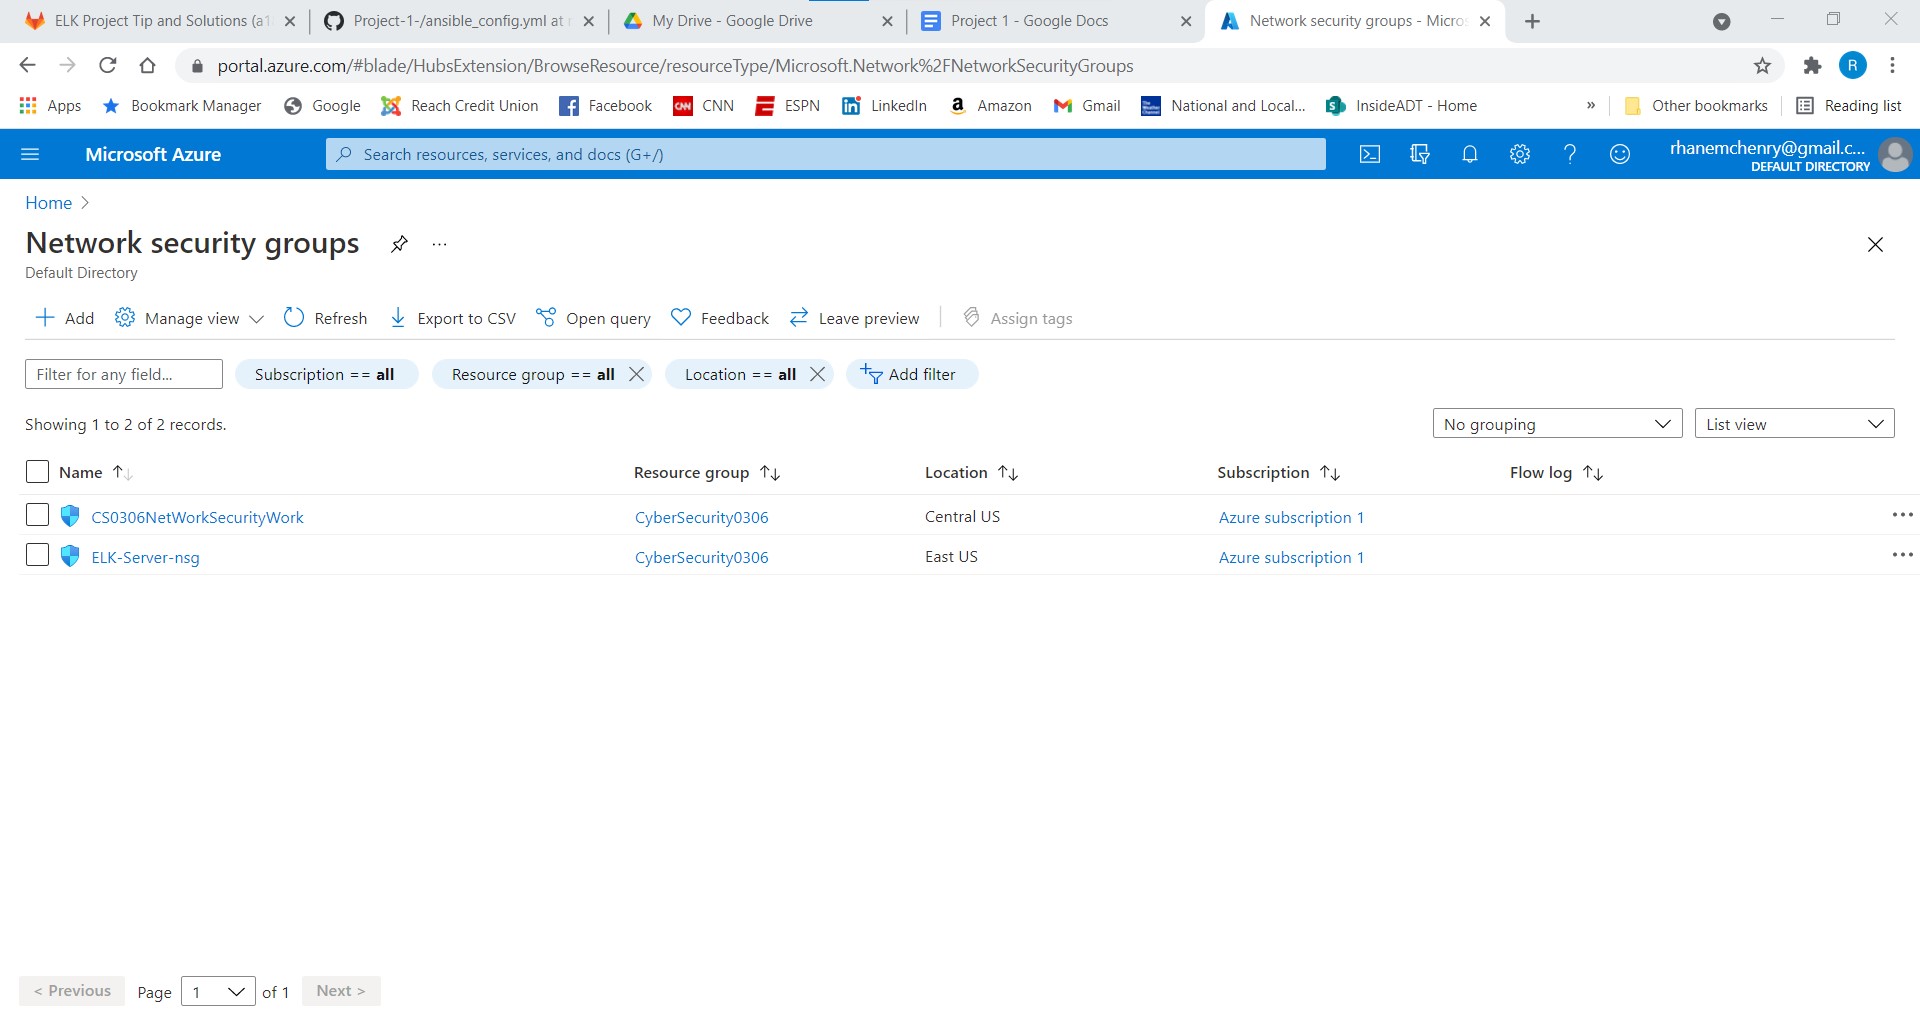 ELK Project Tip and Solutions (a1
Project-1-/ansible_config.yml at
My Drive - Google Drive
Project 1 - Google Docs
Network security groups - Micros
portal.azure.com/#blade/HubsExtension/BrowseResource/resourceType/Microsoft.Network%2FNetworkSecurityGroups
R
Apps
Bookmark Manager
Google
Reach Credit Union
Facebook
CNN
ESPN
LinkedIn
Amazon
Gmail
National and Local...
InsideADT - Home
»
Other bookmarks
Reading list
Microsoft Azure
Search resources, services, and docs (G+/)
rhanemchenry@gmail.c...
DEFAULT DIRECTORY
Home >
Network security groups
Default Directory
Add
Manage view
Refresh
Export to CSV
Open query
Feedback
Leave preview
Assign tags
Filter for any field...
Subscription == all
Resource group == all
Location == all
Add filter
Showing 1 to 2 of 2 records.
No grouping
List view
Name
Resource group
Location
Subscription
Flow log
CS0306NetWorkSecurityWork
CyberSecurity0306
Central US
Azure subscription 1
ELK-Server-nsg
CyberSecurity0306
East US
Azure subscription 1
< Previous
Page
1
of 1
Next >